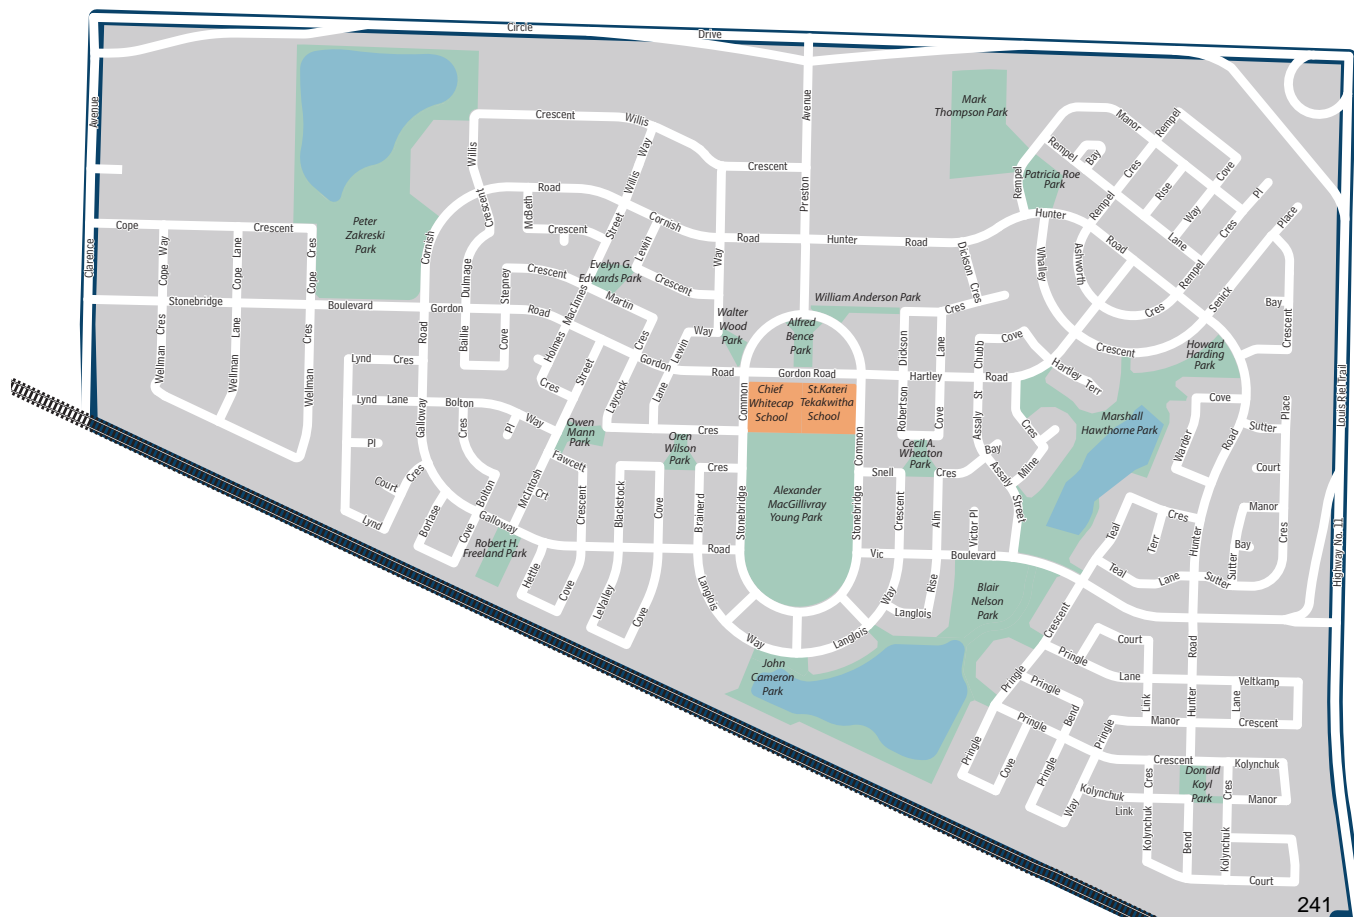 Circle
Drive
Avenue
Clarence
Avenue
Preston
Mark
Thompson Park
Manor
Rempel
Rempel
Bay
Cres
Rempel
Patricia Roe
Park
Rempel
Rise
Way
Cove
Lane
Cres
Pl
Place
Crescent
Willis
Willis
Way
Willis
Crescent
Crescent
Road
McBeth
Crescent
Street
Cornish
Lewin
Road
Way
Hunter
Road
Hunter
Road
Cope
Crescent
Cope Way
Cope Lane
Cope Cres
Peter
Zakreski
Park
Cornish
Road
Dulmage
Baine
Stepney
Cove
Crescent
Martin
Cres
Evelyn G.
Edwards Park
MacInnes
Street
Crescent
Holmes
Cres
Stonebridge
Boulevard
Gordon
Road
Gordon
Road
Gordon Road
Wellman Cres
Wellman Lane
Wellman Cres
Walter
Wood
Park
Alfred
Bence
Park
William Anderson Park
Lewin
Way
Lane
Laycock
Cres
Dickson
Cres
Cres
Dickson
Lane
Robertson
Cove
Chubb
Cove
Assaly St
Hartley
Road
Hartley
Terr
Whalley
Crescent
Ashworth
Cres
Rempel
Senick
Bay
Crescent
Howard
Harding
Park
Marshall
Hawthorne Park
Louis Riel Trail
Highway No. 11
Lynd
Cres
Lynd
Lane
Pl
Court
Lynd
Cres
Borlase
Galloway
Galloway
Road
Bolton
Cres
Bolton
Cove
Pl
Way
McIntosh
Fawcett
Crt
Crescent
Owen
Mann
Park
Oren
Wilson
Park
Cres
Blackstock
Cove
Brainerd
Robert H.
Freeland Park
Hettle
Cove
LeValley
Cove
Chief
Whitecap
School
St.Kateri
Tekakwitha
School
Stonebridge
Common
Stonebridge
Common
Alexander
MacGillivray
Young Park
Cecil A.
Wheaton
Park
Snell
Cres
Crescent
Alm
Rise
Victor Pl
Bay
Assaly
Street
Milne
Cres
Vic
Boulevard
Langlois
Way
Langlois
Way
Langlois
John
Cameron
Park
Blair
Nelson
Park
Cove
Warder
Road
Hunter
Sutter
Place
Court
Manor
Bay
Sutter
Cres
Sutter
Teal
Cres
Terr
Teal
Lane
Crescent
Pringle
Pringle
Court
Lane
Link
Hunter
Road
Veltkamp
Lane
Crescent
Manor
Pringle
Bend
Pringle
Pringle
Cove
Pringle
Pringle
Way
Crescent
Kolynchuk
Cres
Kolynchuk
Donald
Koyl
Park
Cres
Kolynchuk
Manor
Kolynchuk
Link
Bend
Court
241